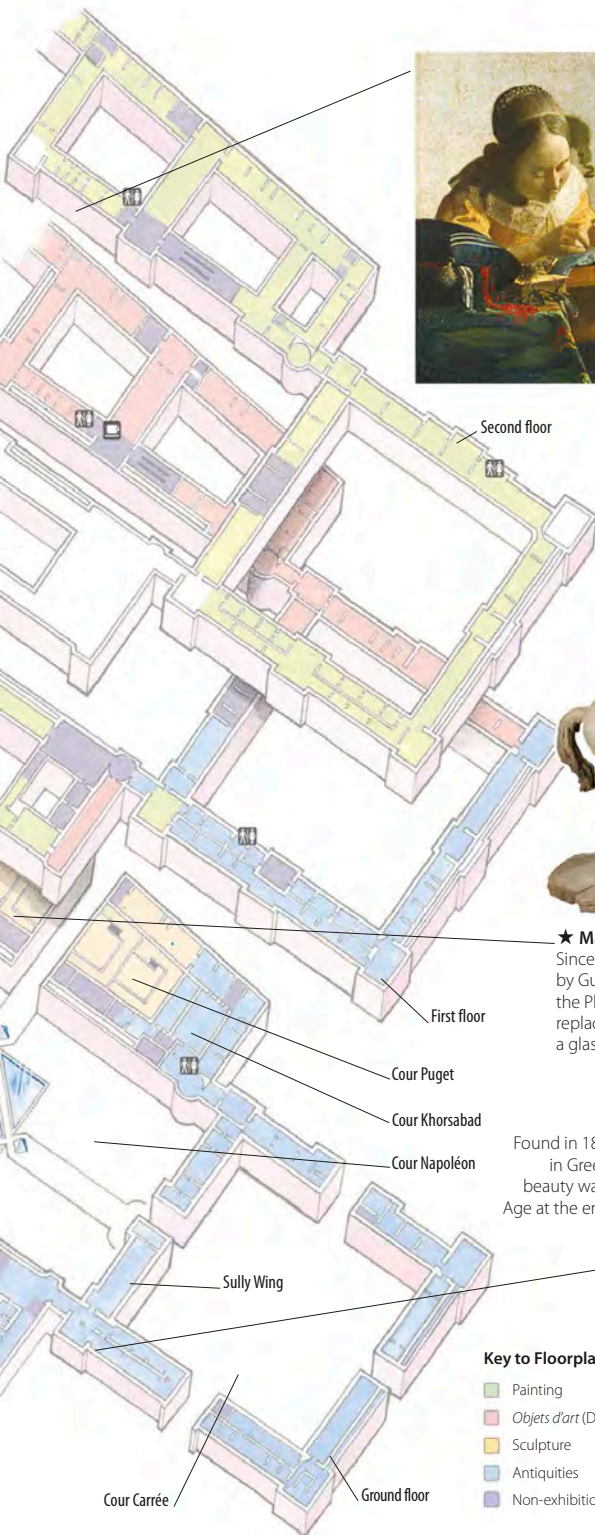 Second floor
★ Ma
Since
by Gu
the Pl
replac
a glas
First floor
Cour Puget
Cour Khorsabad
Cour Napoléon
Found in 18
in Gree
beauty wa
Age at the en
Sully Wing
Key to Floorpla
Painting
Objets d'art (D
Sculpture
Antiquities
Non-exhibitio
Cour Carrée
Ground floor